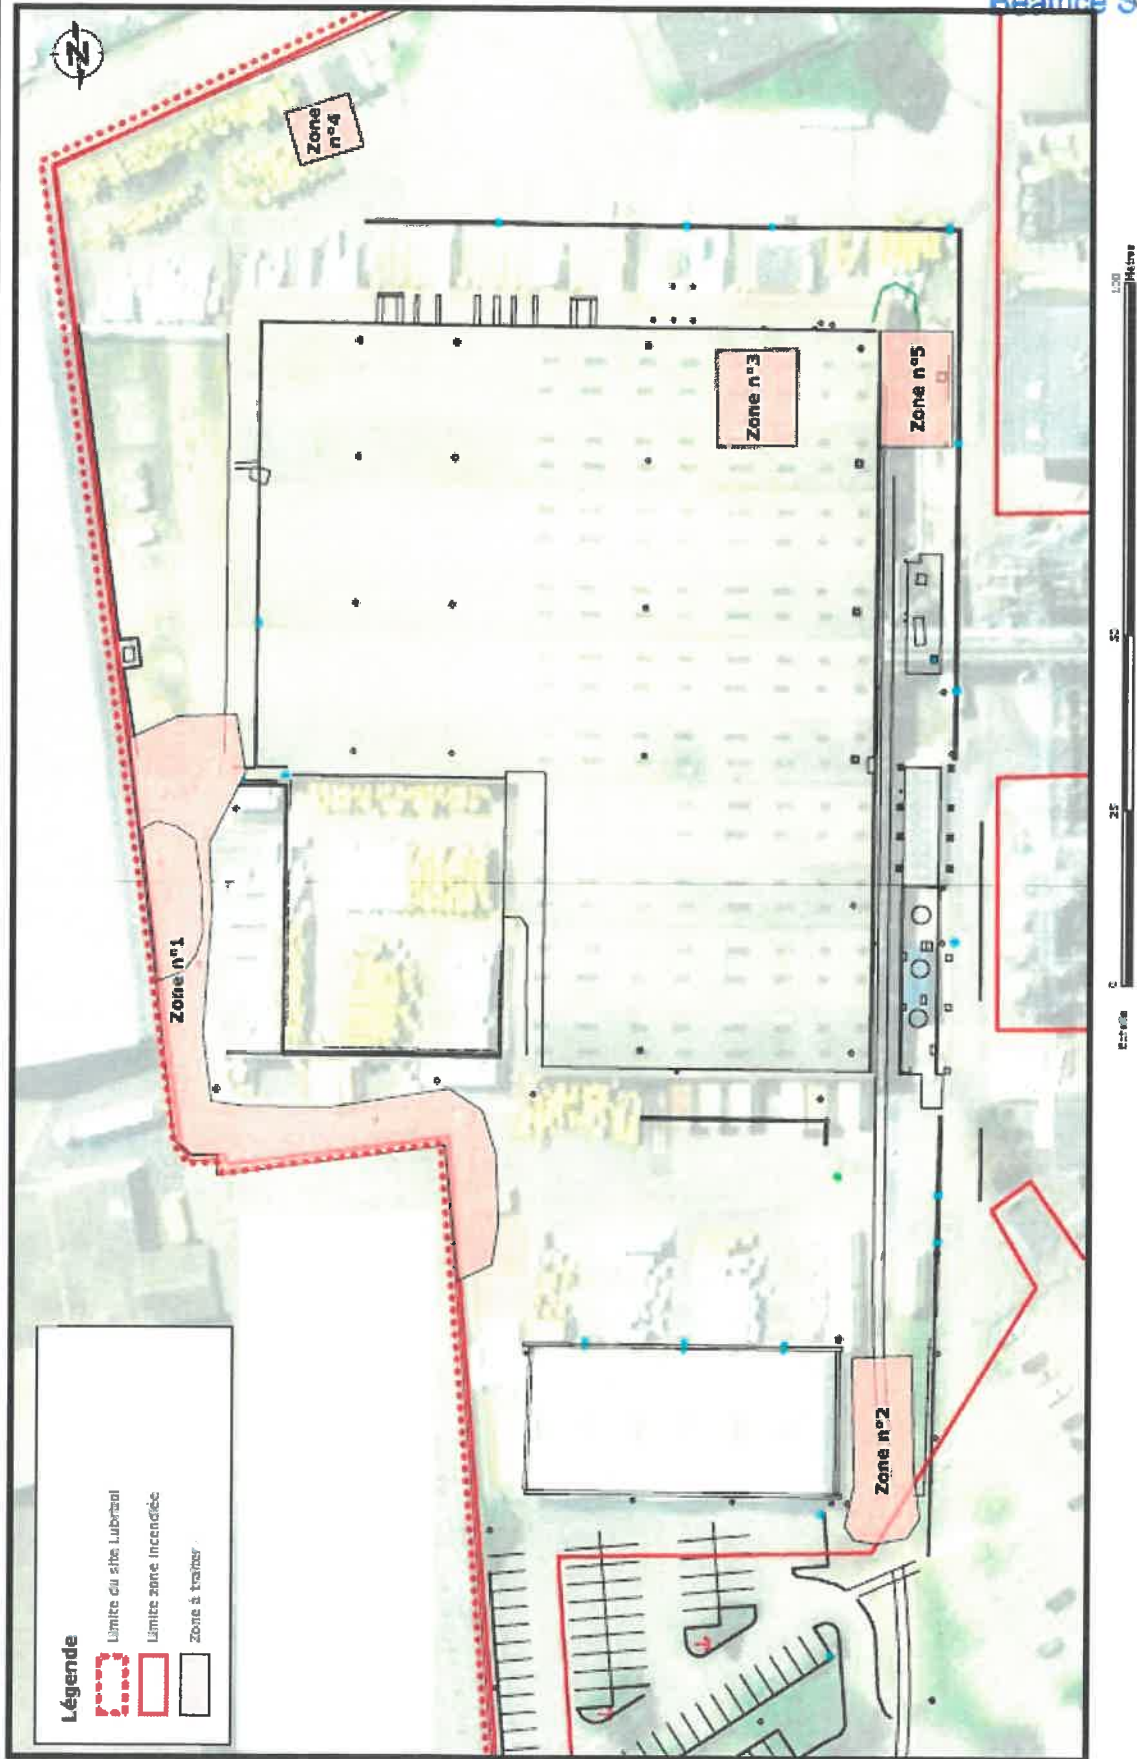 Béatrice S
N
Zone
n°4
Zone n°3
Zone n°5
Zone n°1
Zone n°2
Légende
Limite du site Lubrizol
Limite zone incendiée
Zone à traiter
0
25
50
100
Mètres